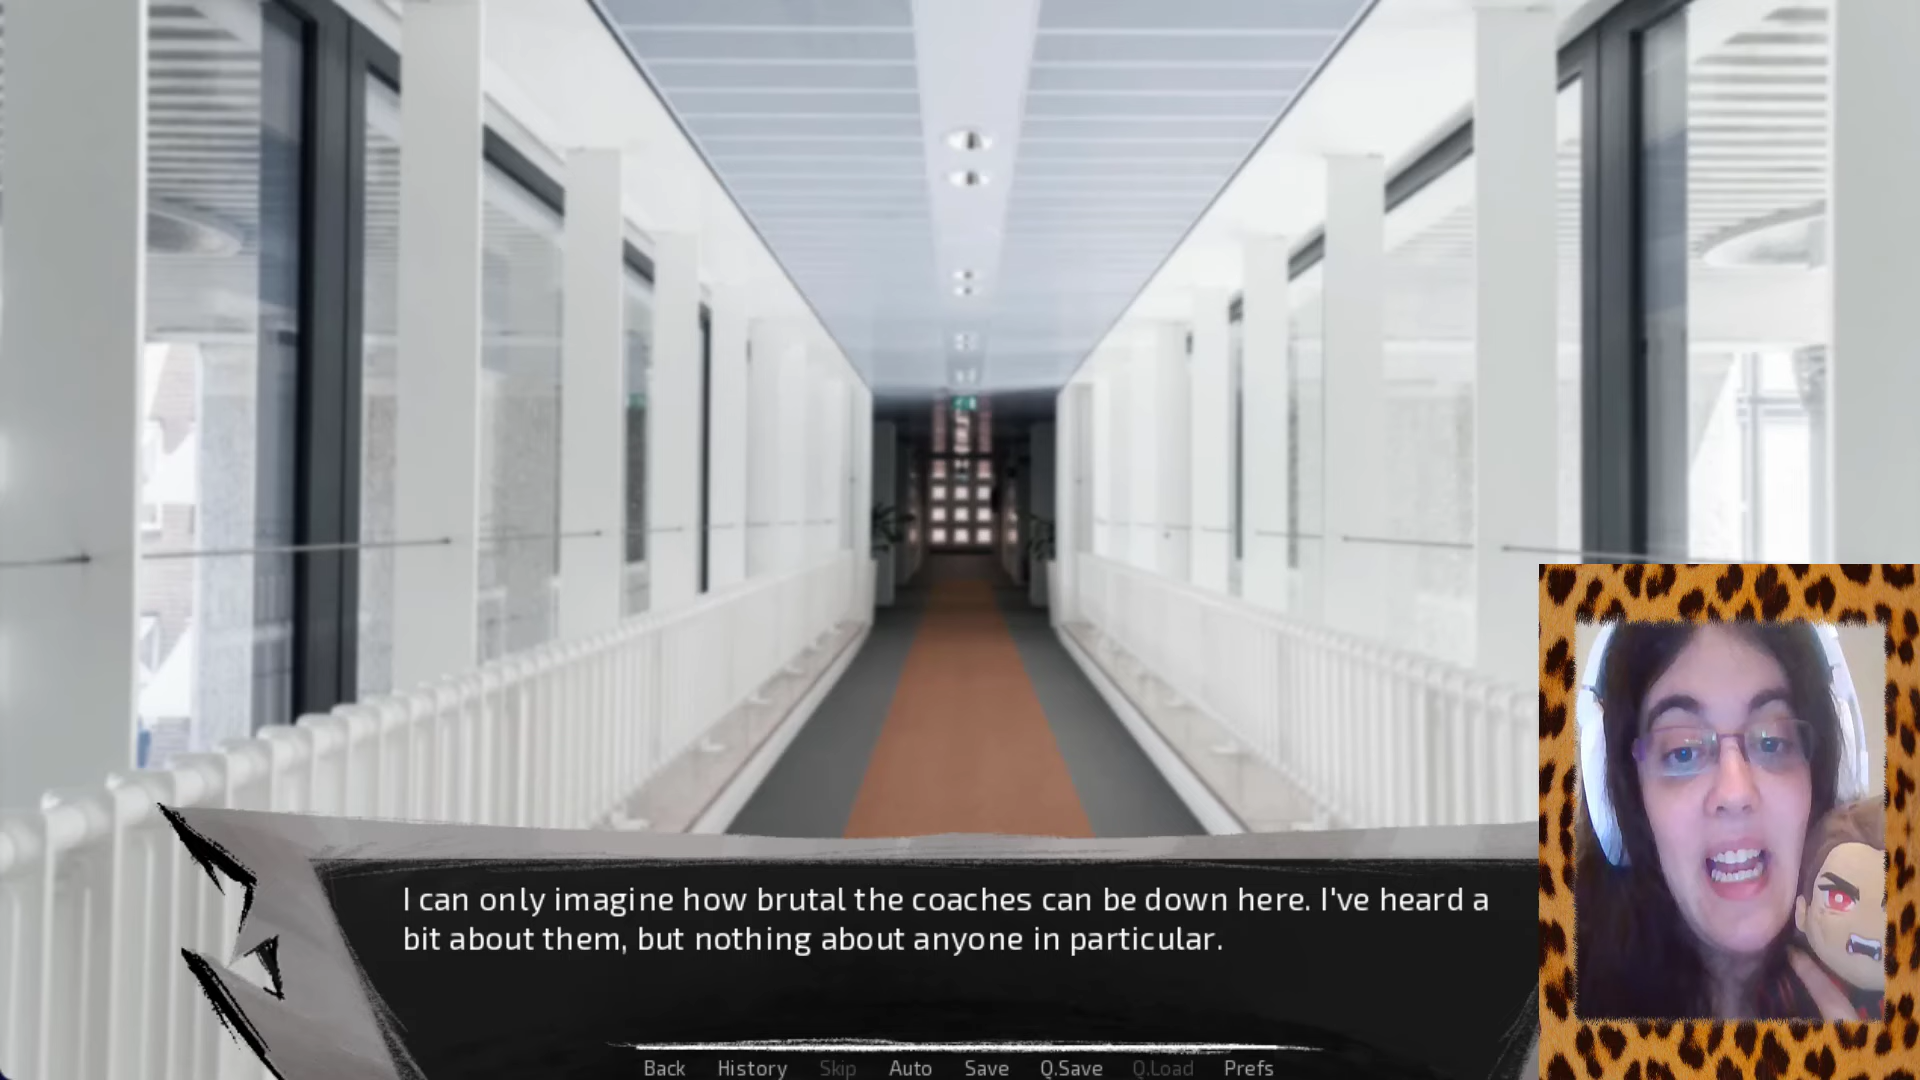 I can only imagine how brutal the coaches can be down here. I've heard a
bit about them, but nothing about anyone in particular.
Back History Skip Auto Save Q.Save Q.Load Prefs